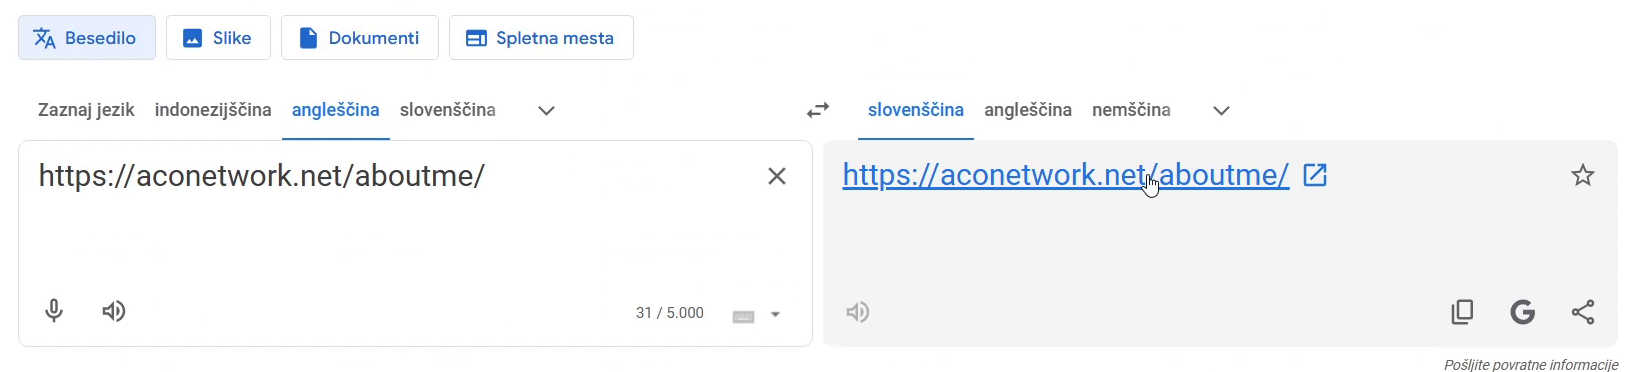 Besedilo Slike Dokumenti Spletna mesta
Zaznaj jezik indonezijščina angleščina slovenščina slovenščina angleščina nemščina
https://aconetwork.net/aboutme/ https://aconetwork.net/aboutme/
31 / 5.000
Pošljite povratne informacije